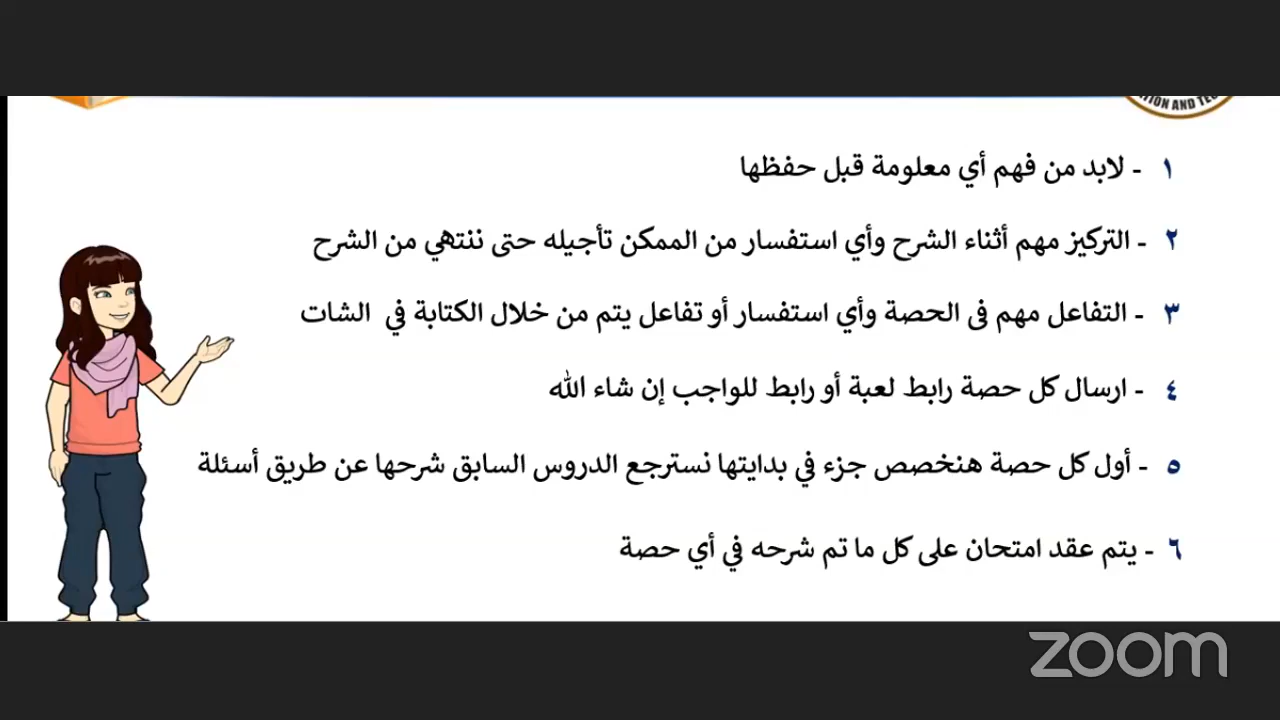 TION AND TEC
١ - لابد من فهم أي معلومة قبل حفظها
٢ - التركيز مهم أثناء الشرح وأي استفسار من الممكن تأجيله حتى ننتهي من الشرح
٣ - التفاعل مهم فى الحصة وأي استفسار أو تفاعل يتم من خلال الكتابة في الشات
٤ - ارسال كل حصة رابط لعبة أو رابط للواجب إن شاء الله
٥ - أول كل حصة هنخصص جزء في بدايتها نسترجع الدروس السابق شرحها عن طريق أسئلة
٦ - يتم عقد امتحان على كل ما تم شرحه في أي حصة
zoom